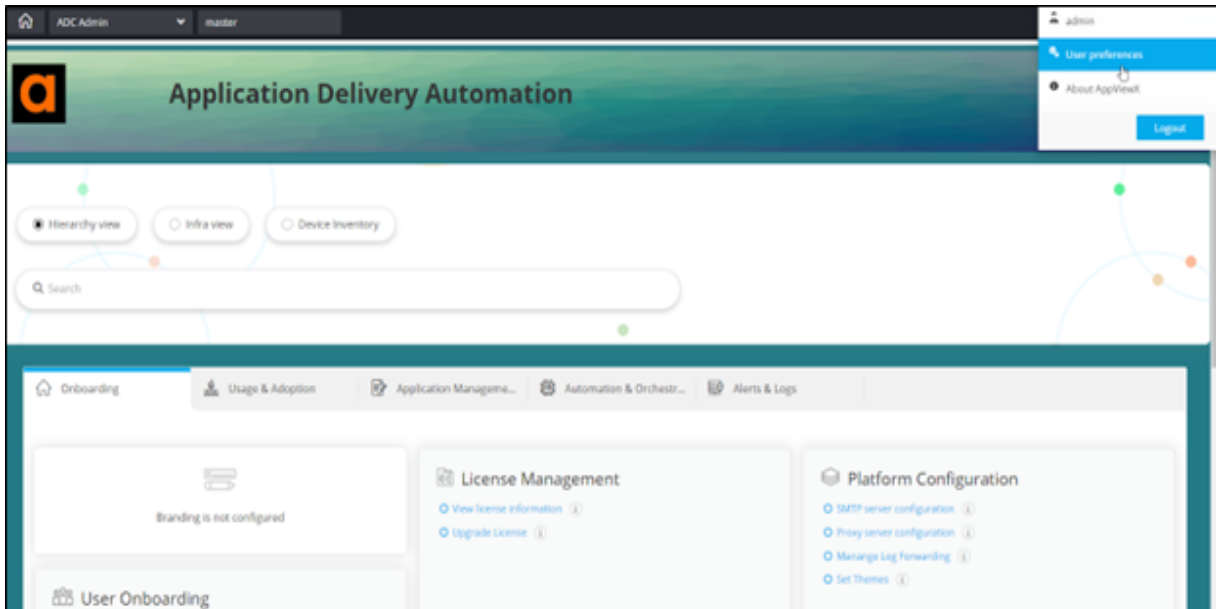 ADC Admin master
admin
User preferences
About AppViewX
Logout
a Application Delivery Automation
Hierarchy view Infra view Device Inventory
Search
Onboarding Usage & Adoption Application Manageme... Automation & Orchestr... Alerts & Logs
Branding is not configured
License Management
View license information
Upgrade License
Platform Configuration
SMTP server configuration
Proxy server configuration
Manange Log Forwarding
Set Themes
User Onboarding